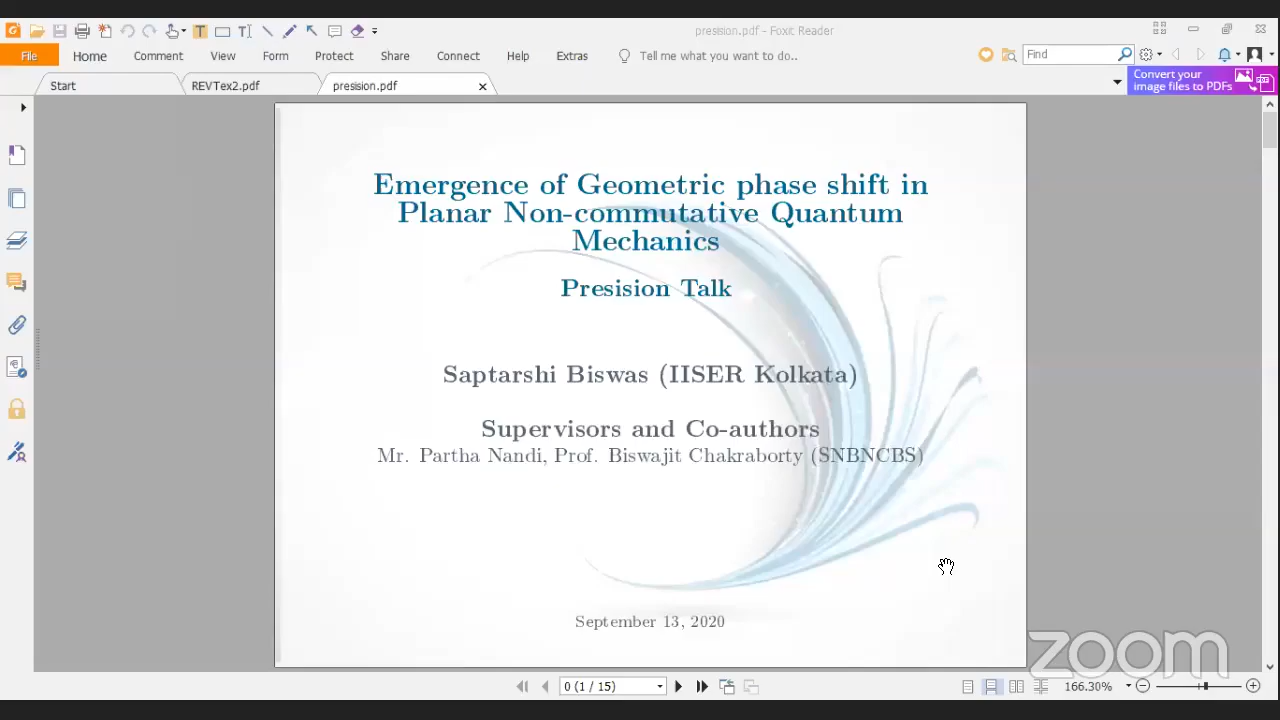 presision.pdf - Foxit Reader
File Home Comment View Form Protect Share Connect Help Extras Tell me what you want to do.. Find
Start REVTex2.pdf presision.pdf
Convert your
image files to PDFs
Emergence of Geometric phase shift in
Planar Non-commutative Quantum
Mechanics
Presision Talk
Saptarshi Biswas (IISER Kolkata)
Supervisors and Co-authors
Mr. Partha Nandi, Prof. Biswajit Chakraborty (SNBNCBS)
September 13, 2020
zoom
0 (1 / 15) 166.30%